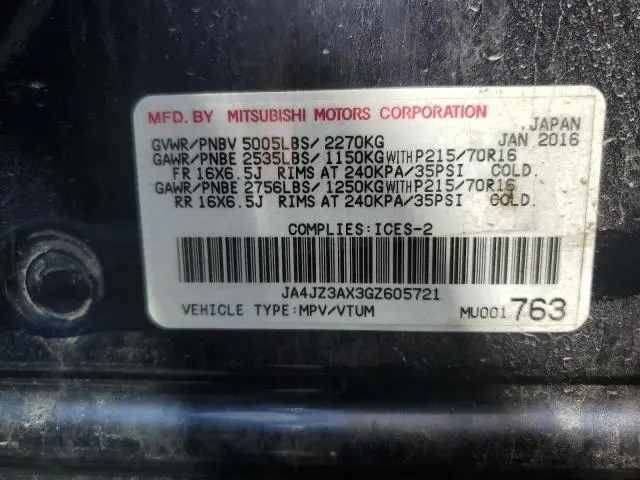 MFD. BY MITSUBISHI MOTORS CORPORATION
JAPAN
GVWR/PNBV 5005LBS/2270KG JAN 2016
GAWR/PNBE 2535LBS/1150KG WITH P215/70R16
FR 16X6.5J RIMS AT 240KPA/35PSI COLD.
GAWR/PNBE 2756LBS/1250KG WITH P215/70R16
RR 16X6.5J RIMS AT 240KPA/35PSI COLD.
COMPLIES:ICES-2
JA4JZ3AX3GZ605721
VEHICLE TYPE:MPV/VTUM MU001 763